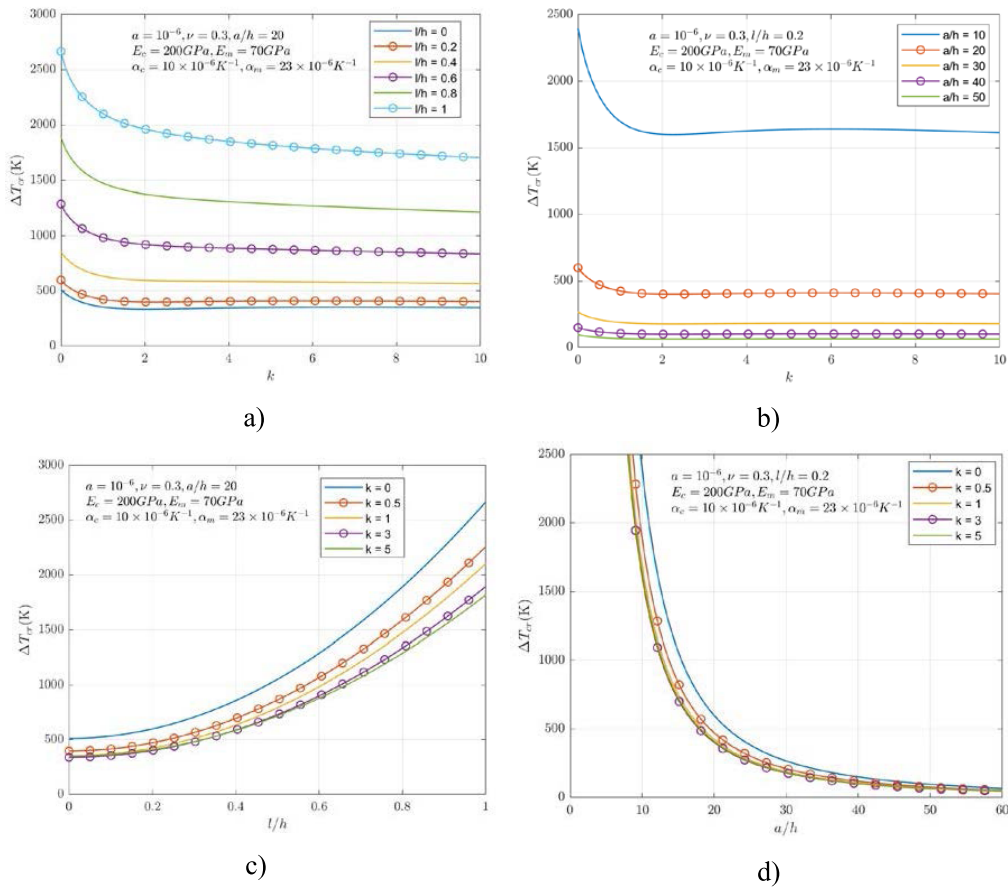 3000
2500
2000
1500
1000
500
0
ΔT_cr(K)
a = 10⁻⁶, ν = 0.3, a/h = 20
E_c = 200GPa, E_m = 70GPa
α_c = 10 × 10⁻⁶K⁻¹, α_m = 23 × 10⁻⁶K⁻¹
l/h = 0
l/h = 0.2
l/h = 0.4
l/h = 0.6
l/h = 0.8
l/h = 1
0 2 4 6 8 10
k
a)
2500
2000
1500
1000
500
0
ΔT_cr(K)
a = 10⁻⁶, ν = 0.3, l/h = 0.2
E_c = 200GPa, E_m = 70GPa
α_c = 10 × 10⁻⁶K⁻¹, α_m = 23 × 10⁻⁶K⁻¹
a/h = 10
a/h = 20
a/h = 30
a/h = 40
a/h = 50
0 2 4 6 8 10
k
b)
3000
2500
2000
1500
1000
500
0
ΔT_cr(K)
a = 10⁻⁶, ν = 0.3, a/h = 20
E_c = 200GPa, E_m = 70GPa
α_c = 10 × 10⁻⁶K⁻¹, α_m = 23 × 10⁻⁶K⁻¹
k = 0
k = 0.5
k = 1
k = 3
k = 5
0 0.2 0.4 0.6 0.8 1
l/h
c)
2500
2000
1500
1000
500
0
ΔT_cr(K)
a = 10⁻⁶, ν = 0.3, l/h = 0.2
E_c = 200GPa, E_m = 70GPa
α_c = 10 × 10⁻⁶K⁻¹, α_m = 23 × 10⁻⁶K⁻¹
k = 0
k = 0.5
k = 1
k = 3
k = 5
0 10 20 30 40 50 60
a/h
d)